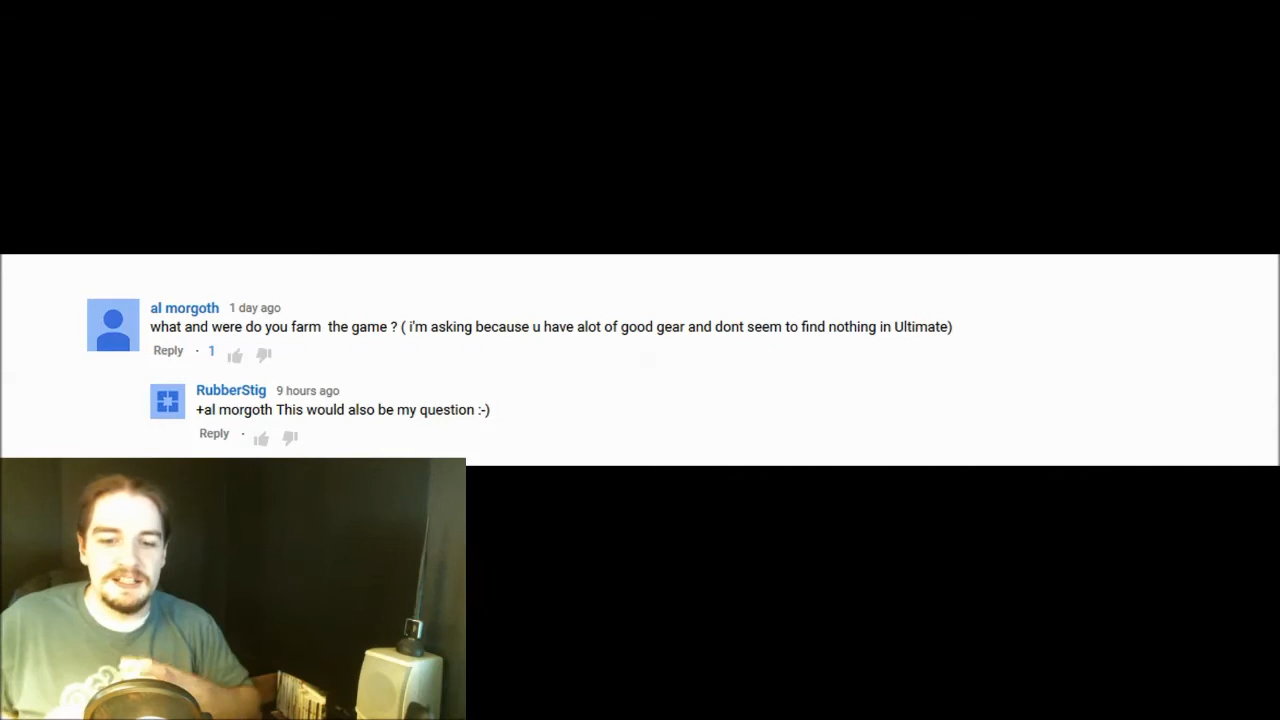 al morgoth 1 day ago
what and were do you farm the game ? ( i'm asking because u have alot of good gear and dont seem to find nothing in Ultimate)
Reply · 1
RubberStig 9 hours ago
+al morgoth This would also be my question :-)
Reply ·